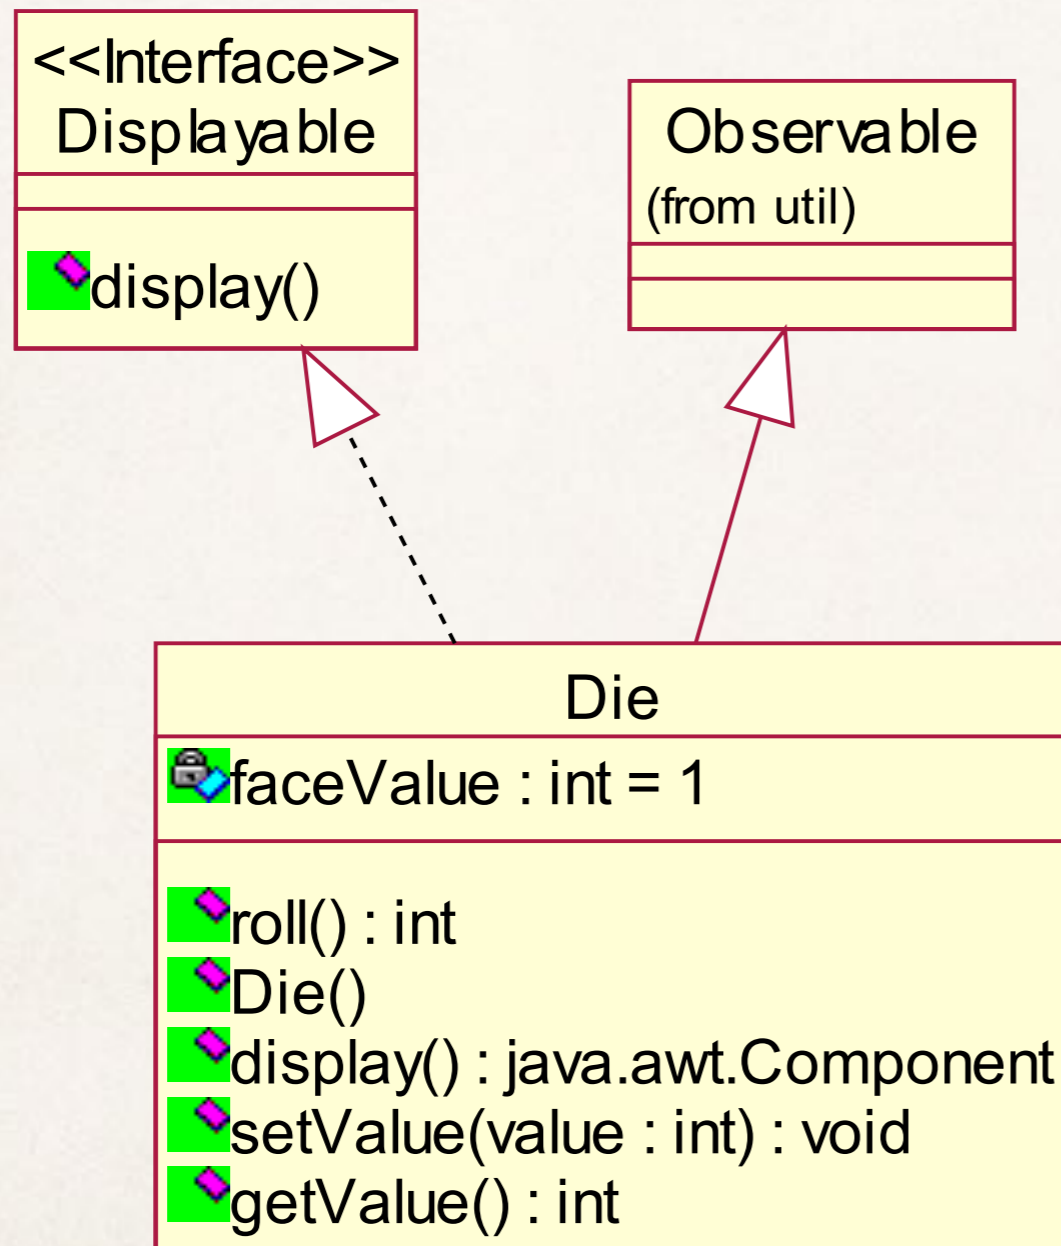 <<Interface>>
Displayable
display()
Observable
(from util)
Die
faceValue : int = 1
roll() : int
Die()
display() : java.awt.Component
setValue(value : int) : void
getValue() : int